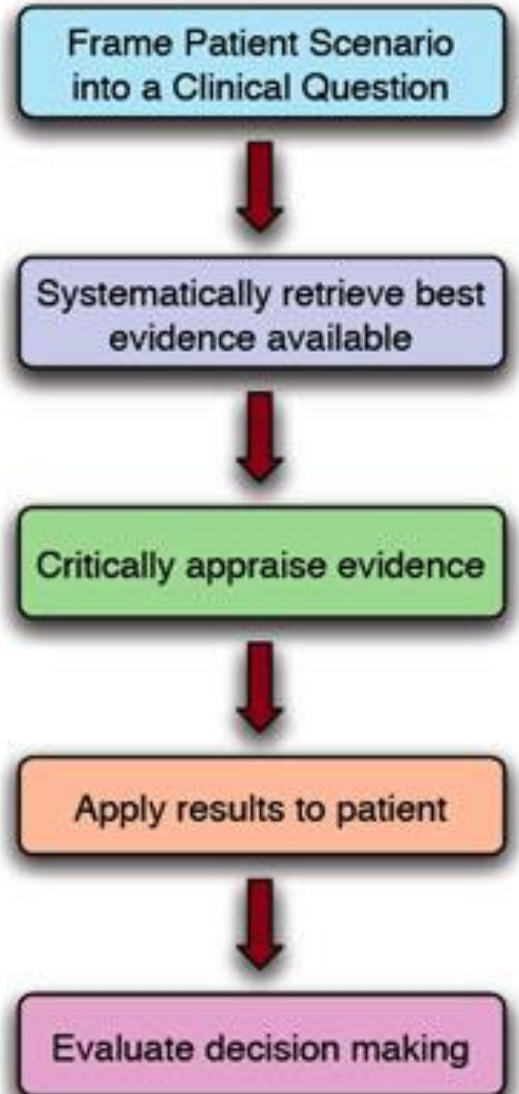 Frame Patient Scenario
into a Clinical Question
Systematically retrieve best
evidence available
Critically appraise evidence
Apply results to patient
Evaluate decision making